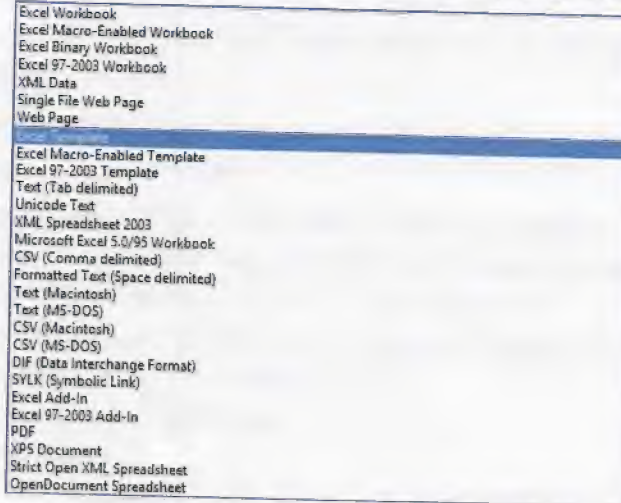 Excel Workbook
Excel Macro-Enabled Workbook
Excel Binary Workbook
Excel 97-2003 Workbook
XML Data
Single File Web Page
Web Page
Excel Template
Excel Macro-Enabled Template
Excel 97-2003 Template
Text (Tab delimited)
Unicode Text
XML Spreadsheet 2003
Microsoft Excel 5.0/95 Workbook
CSV (Comma delimited)
Formatted Text (Space delimited)
Text (Macintosh)
Text (MS-DOS)
CSV (Macintosh)
CSV (MS-DOS)
DIF (Data Interchange Format)
SYLK (Symbolic Link)
Excel Add-In
Excel 97-2003 Add-In
PDF
XPS Document
Strict Open XML Spreadsheet
OpenDocument Spreadsheet